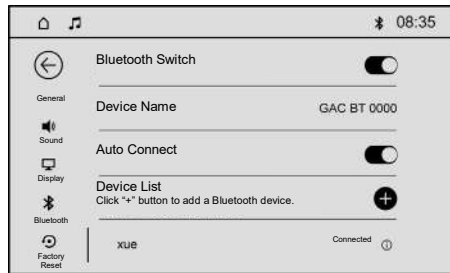 08:35
Bluetooth Switch
General
Device Name
GAC BT 0000
Sound
Auto Connect
Display
Device List
Click “+” button to add a Bluetooth device.
Bluetooth
xue
Connected
Factory
Reset